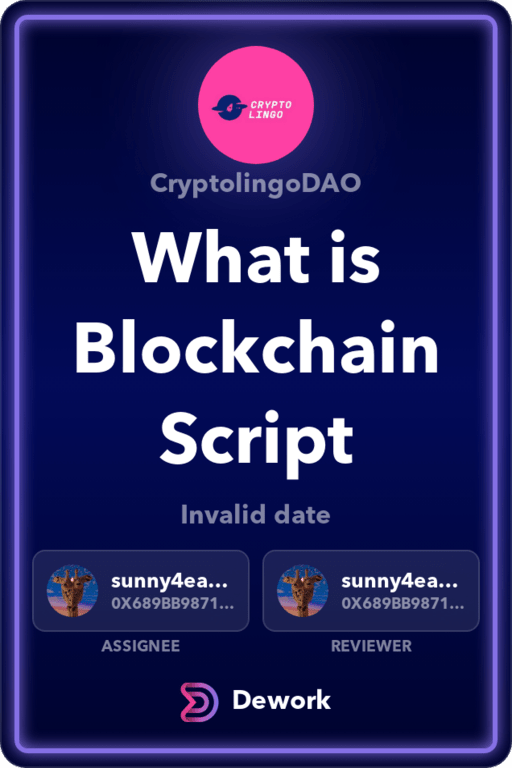 CRYPTO
LINGO
CryptolingoDAO
What is
Blockchain
Script
Invalid date
sunny4ea...
0X689BB9871...
ASSIGNEE
sunny4ea...
0X689BB9871...
REVIEWER
Dework